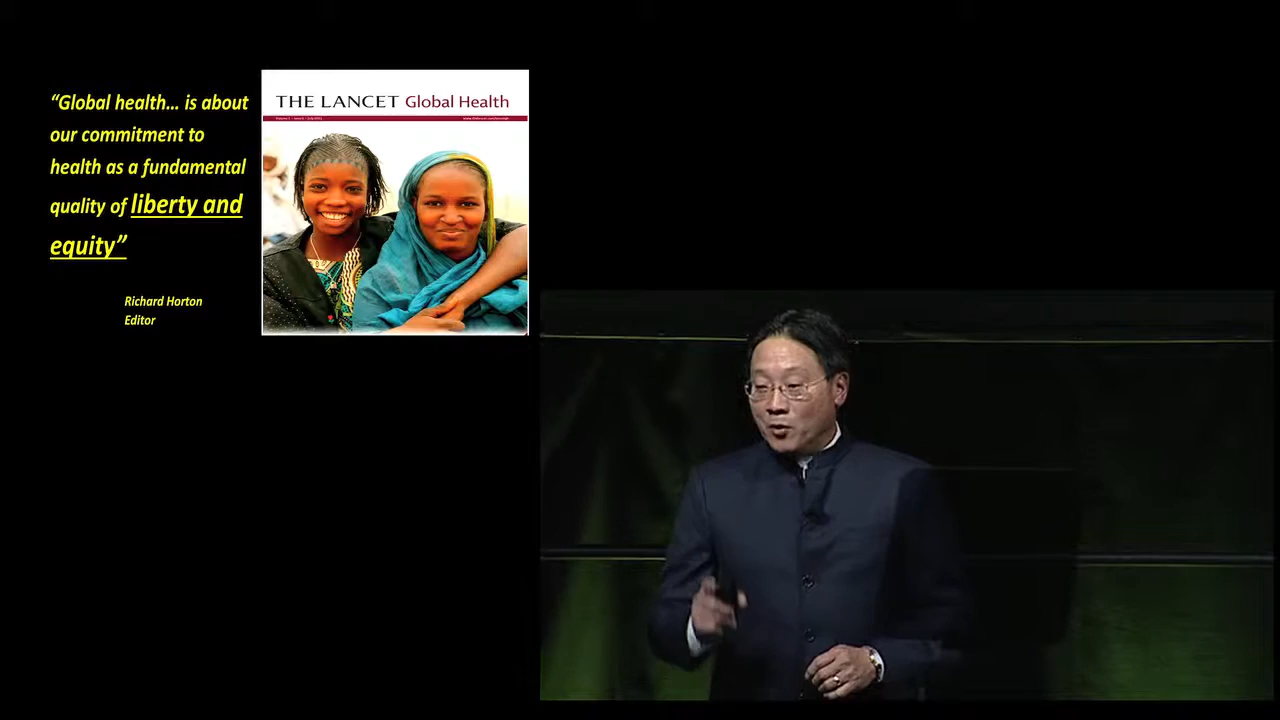 “Global health... is about
our commitment to
health as a fundamental
quality of liberty and
equity”
Richard Horton
Editor
THE LANCET Global Health